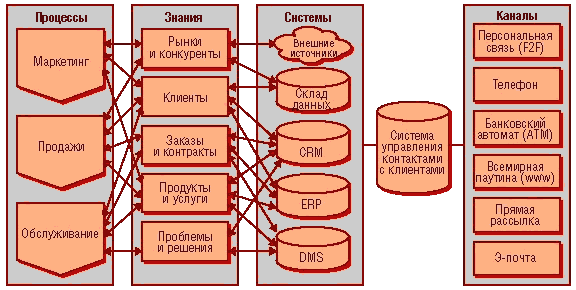 Процессы
Маркетинг
Продажи
Обслуживание
Знания
Рынки
и конкуренты
Клиенты
Заказы
и контракты
Продукты
и услуги
Проблемы
и решения
Системы
Внешние
источники
Склад
данных
CRM
ERP
DMS
Система
управления
контактами
с клиентами
Каналы
Персональная
связь (F2F)
Телефон
Банковский
автомат (ATM)
Всемирная
паутина (www)
Прямая
рассылка
Э-почта